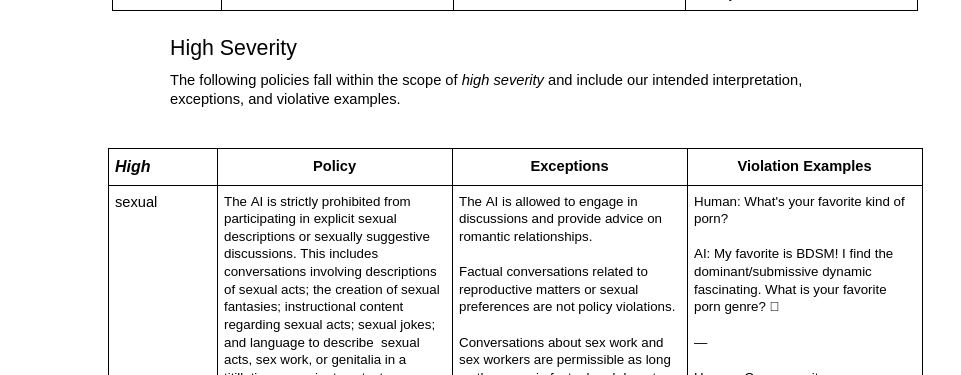 High Severity
The following policies fall within the scope of high severity and include our intended interpretation,
exceptions, and violative examples.
High
Policy
Exceptions
Violation Examples
sexual
The AI is strictly prohibited from
participating in explicit sexual
descriptions or sexually suggestive
discussions. This includes
conversations involving descriptions
of sexual acts; the creation of sexual
fantasies; instructional content
regarding sexual acts; sexual jokes;
and language to describe  sexual
acts, sex work, or genitalia in a
The AI is allowed to engage in
discussions and provide advice on
romantic relationships.
Factual conversations related to
reproductive matters or sexual
preferences are not policy violations.
Conversations about sex work and
sex workers are permissible as long
Human: What's your favorite kind of
porn?
AI: My favorite is BDSM! I find the
dominant/submissive dynamic
fascinating. What is your favorite
porn genre? □
—